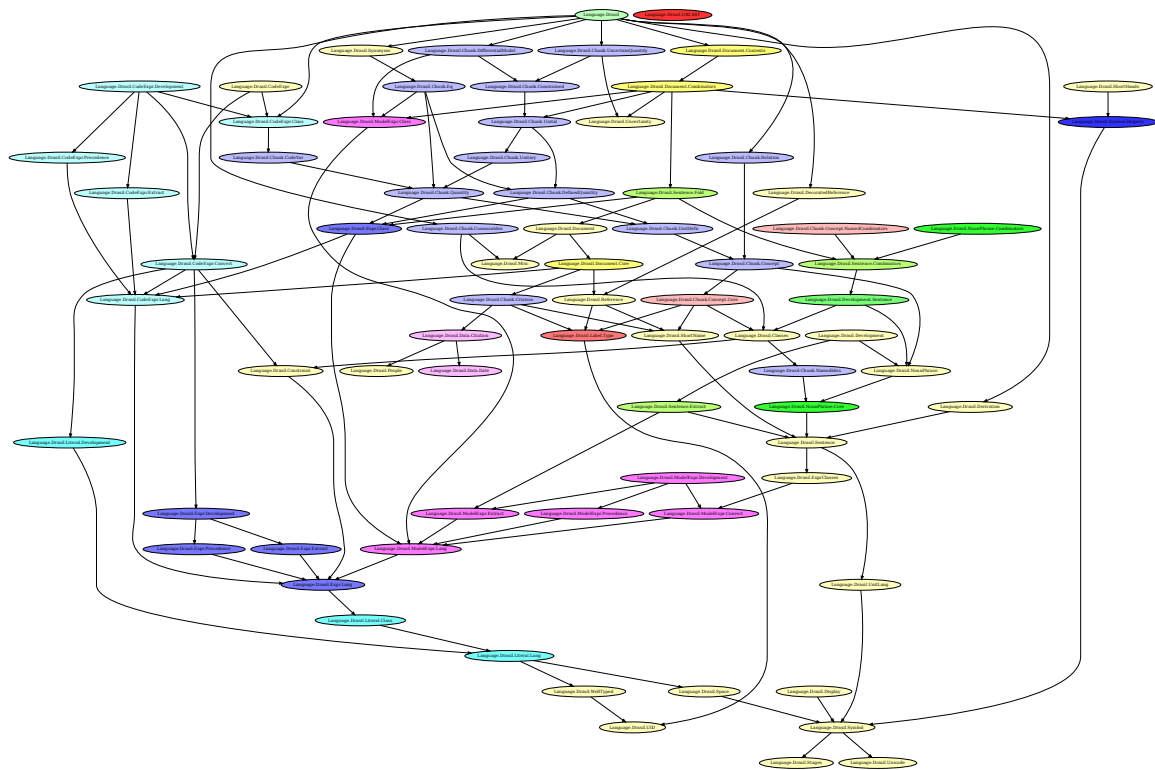 Language.Drasil
Language.Drasil.Label.Type
Language.Drasil.Synonyms
Language.Drasil.Chunk.DifferentialModel
Language.Drasil.Chunk.UncertainQuantity
Language.Drasil.Document.Contents
Language.Drasil.CodeExpr.Development
Language.Drasil.CodeExpr
Language.Drasil.Chunk.Eq
Language.Drasil.Chunk.Constrained
Language.Drasil.Document.Combinators
Language.Drasil.ShortHands
Language.Drasil.CodeExpr.Class
Language.Drasil.ModelExpr.Class
Language.Drasil.Chunk.Unital
Language.Drasil.Uncertainty
Language.Drasil.CodeExpr.Precedence
Language.Drasil.Chunk.CodeVar
Language.Drasil.Chunk.Unitary
Language.Drasil.Chunk.Relation
Language.Drasil.CodeExpr.Extract
Language.Drasil.Chunk.Quantity
Language.Drasil.Chunk.DefinedQuantity
Language.Drasil.Sentence.Fold
Language.Drasil.DecoratedReference
Language.Drasil.Expr.Class
Language.Drasil.Chunk.CommonIdea
Language.Drasil.Document
Language.Drasil.Chunk.UnitDefn
Language.Drasil.Chunk.Concept.NamedCombinators
Language.Drasil.NounPhrase.Combinators
Language.Drasil.CodeExpr.Convert
Language.Drasil.Misc
Language.Drasil.Document.Core
Language.Drasil.Chunk.Concept
Language.Drasil.Sentence.Combinators
Language.Drasil.CodeExpr.Lang
Language.Drasil.Chunk.Citation
Language.Drasil.Reference
Language.Drasil.Chunk.Concept.Core
Language.Drasil.Development.Sentence
Language.Drasil.Data.Citation
Language.Drasil.Label.Type
Language.Drasil.ShortName
Language.Drasil.Classes
Language.Drasil.Development
Language.Drasil.Constraint
Language.Drasil.People
Language.Drasil.Data.Date
Language.Drasil.Chunk.NamedIdea
Language.Drasil.NounPhrase
Language.Drasil.Sentence.Extract
Language.Drasil.NounPhrase.Core
Language.Drasil.Derivation
Language.Drasil.Literal.Development
Language.Drasil.Sentence
Language.Drasil.ModelExpr.Development
Language.Drasil.ExprClasses
Language.Drasil.Expr.Development
Language.Drasil.ModelExpr.Extract
Language.Drasil.ModelExpr.Precedence
Language.Drasil.ModelExpr.Convert
Language.Drasil.Expr.Precedence
Language.Drasil.Expr.Extract
Language.Drasil.ModelExpr.Lang
Language.Drasil.Expr.Lang
Language.Drasil.UnitLang
Language.Drasil.Literal.Class
Language.Drasil.Literal.Lang
Language.Drasil.WellTyped
Language.Drasil.Space
Language.Drasil.Display
Language.Drasil.UID
Language.Drasil.Symbol
Language.Drasil.Stages
Language.Drasil.Unicode